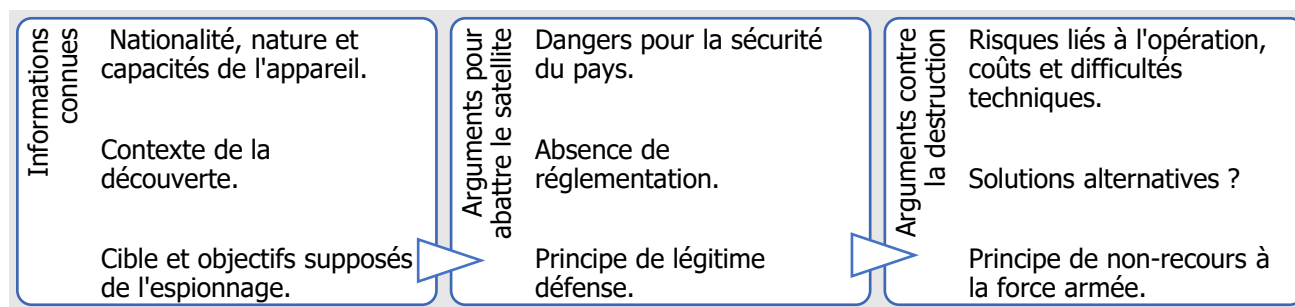 Informations
connues
Nationalité, nature et
capacités de l'appareil.
Contexte de la
découverte.
Cible et objectifs supposés
de l'espionnage.
Arguments pour
abattre le satellite
Dangers pour la sécurité
du pays.
Absence de
réglementation.
Principe de légitime
défense.
Arguments contre
la destruction
Risques liés à l'opération,
coûts et difficultés
techniques.
Solutions alternatives ?
Principe de non-recours à
la force armée.